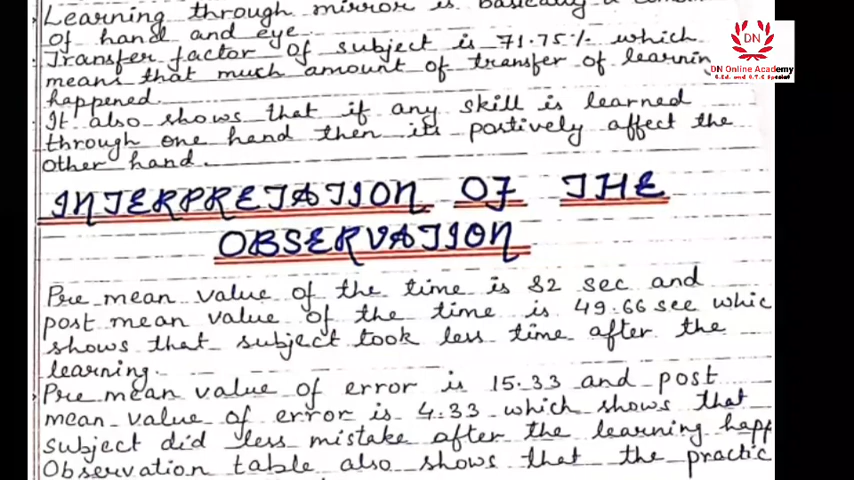 Learning through mirror is basically a
of hand and eye.
Transfer factor of subject is 71.75% which
means that much amount of transfer of learnin
happened.
It also shows that if any skill is learned
through one hand then its postively affect the
other hand.
INTERPRETATION OF THE
OBSERVATION
Pre mean value of the time is 82 sec and
post mean value of the time is 49.66 sec whic
shows that subject took less time after the
learning.
Pre mean value of error is 15.33 and post
mean value of error is 4.33 which shows that
subject did less mistake after the learning happ
Observation table also shows that the practic
DN
DN Online Academy
B.Ed. and B.T.C Special